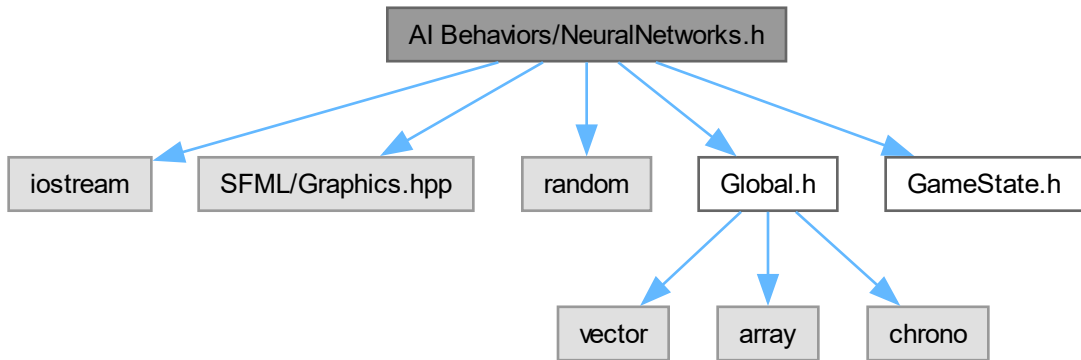 AI Behaviors/NeuralNetworks.h
iostream
SFML/Graphics.hpp
random
Global.h
GameState.h
vector
array
chrono